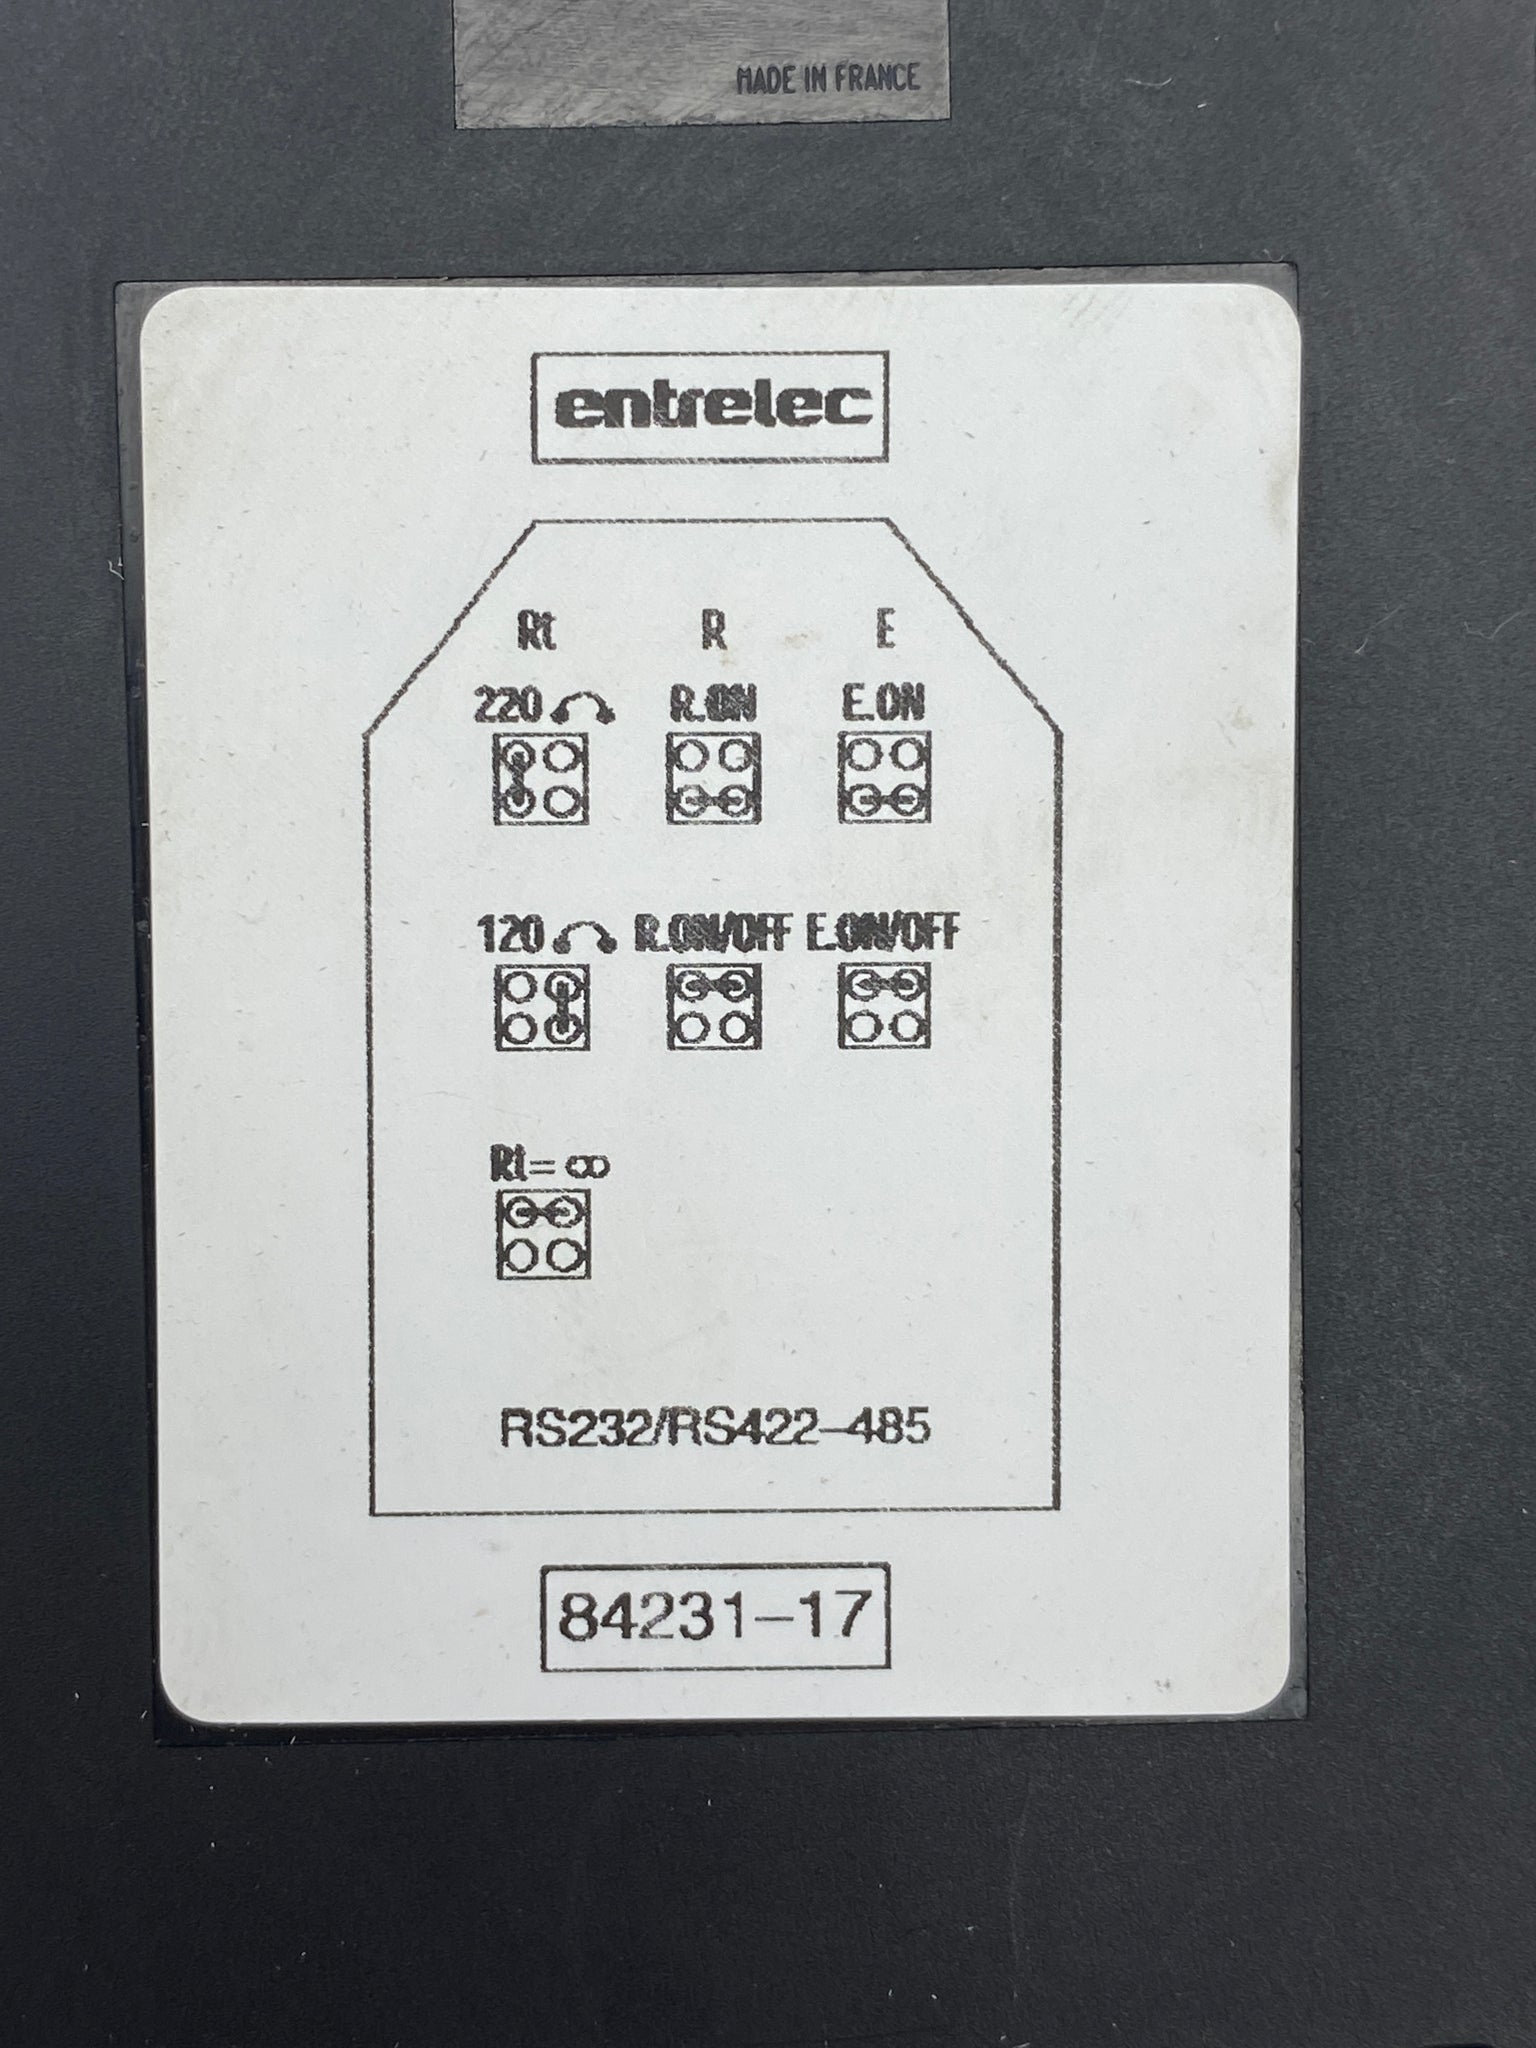 MADE IN FRANCE
entrelec
Rt R E
220 R.ON E.ON
120 R.ON/OFF E.ON/OFF
Rt= ∞
RS232/RS422-485
84231-17